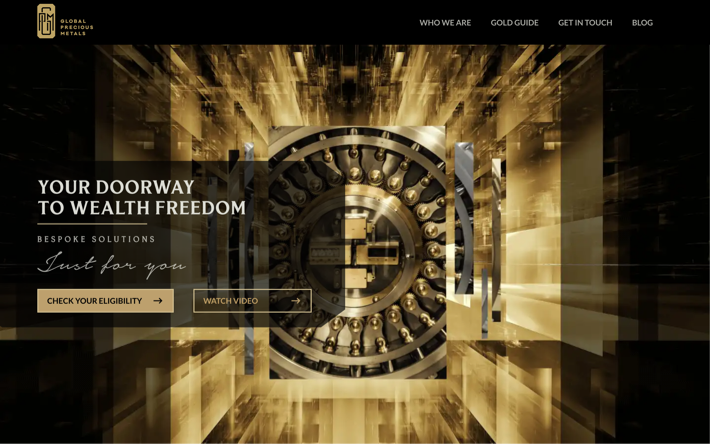 GLOBAL
PRECIOUS
METALS
WHO WE ARE
GOLD GUIDE
GET IN TOUCH
BLOG
YOUR DOORWAY
TO WEALTH FREEDOM
BESPOKE SOLUTIONS
Just for you
CHECK YOUR ELIGIBILITY
WATCH VIDEO